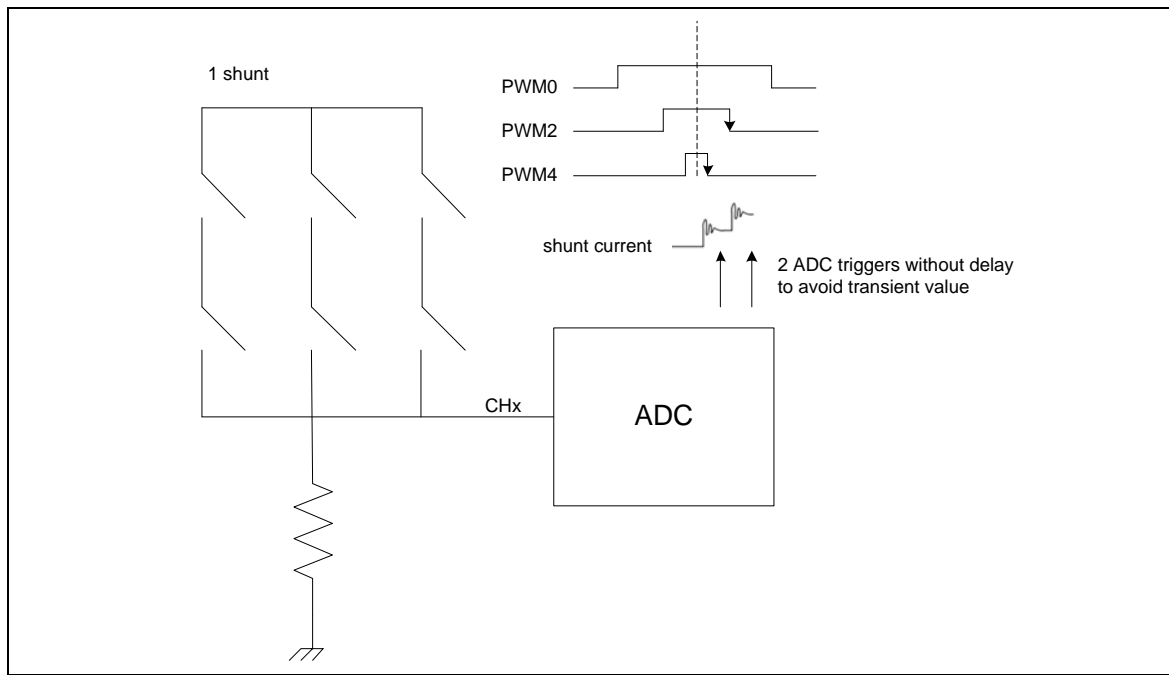 1 shunt
PWM0
PWM2
PWM4
shunt current
2 ADC triggers without delay
to avoid transient value
CHx
ADC